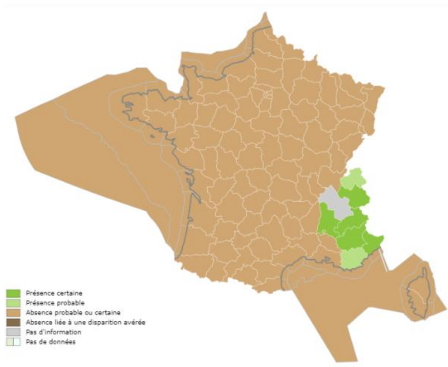 Présence certaine
Présence probable
Absence probable ou certaine
Absence liée à une disparition avérée
Pas d'information
Pas de données